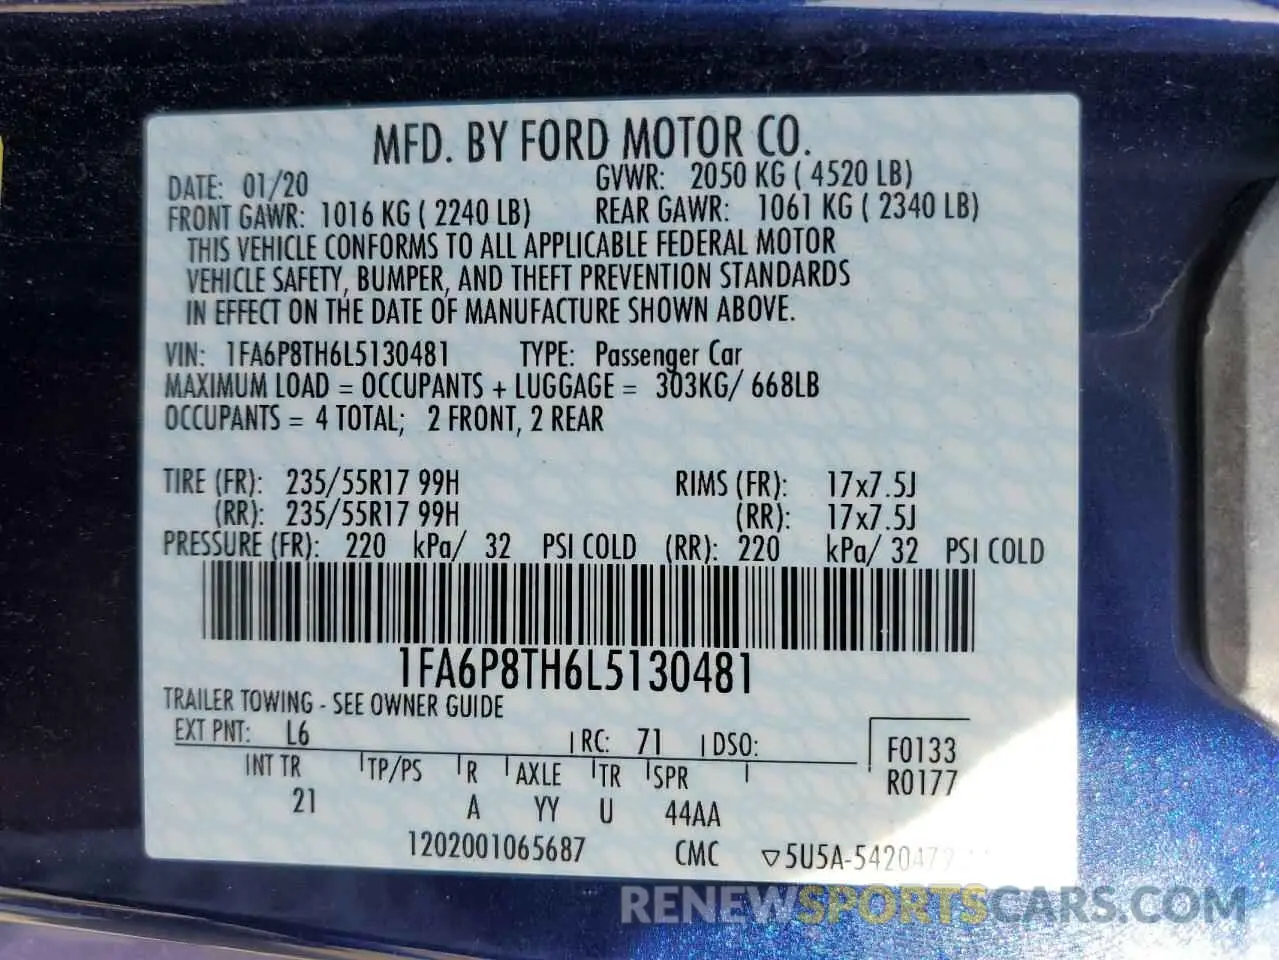 MFD. BY FORD MOTOR CO.
DATE: 01/20 GVWR: 2050 KG ( 4520 LB)
FRONT GAWR: 1016 KG ( 2240 LB) REAR GAWR: 1061 KG ( 2340 LB)
THIS VEHICLE CONFORMS TO ALL APPLICABLE FEDERAL MOTOR
VEHICLE SAFETY, BUMPER, AND THEFT PREVENTION STANDARDS
IN EFFECT ON THE DATE OF MANUFACTURE SHOWN ABOVE.
VIN: 1FA6P8TH6L5130481 TYPE: Passenger Car
MAXIMUM LOAD = OCCUPANTS + LUGGAGE = 303KG/ 668LB
OCCUPANTS = 4 TOTAL; 2 FRONT, 2 REAR
TIRE (FR): 235/55R17 99H RIMS (FR): 17x7.5J
(RR): 235/55R17 99H (RR): 17x7.5J
PRESSURE (FR): 220 kPa/ 32 PSI COLD (RR): 220 kPa/ 32 PSI COLD
1FA6P8TH6L5130481
TRAILER TOWING - SEE OWNER GUIDE
EXT PNT: L6 RC: 71 DSO: F0133
INT TR TP/PS R AXLE TR SPR R0177
21 A YY U 44AA
1202001065687 CMC ▽5U5A-5420472
RENEWSPORTSCARS.COM